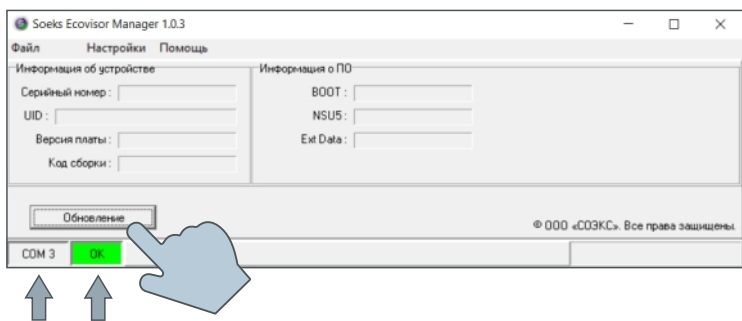 Soeks Ecovisor Manager 1.0.3
Файл Настройки Помощь
Информация об устройстве
Серийный номер :
UID :
Версия платы :
Код сборки :
Информация о ПО
BOOT :
NSU5 :
Ext Data :
Обновление
© ООО «СОЭКС». Все права защищены.
COM 3 OK